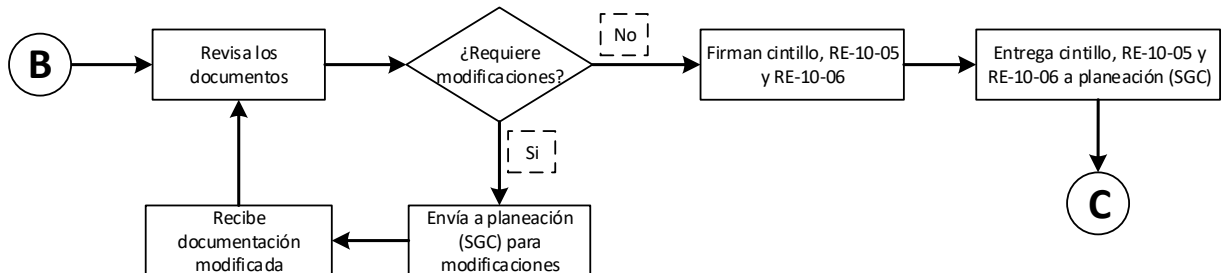 B
Revisa los
documentos
¿Requiere
modificaciones?
No
Firman cintillo, RE-10-05
y RE-10-06
Entrega cintillo, RE-10-05 y
RE-10-06 a planeación (SGC)
Si
Recibe
documentación
modificada
Envía a planeación
(SGC) para
modificaciones
C